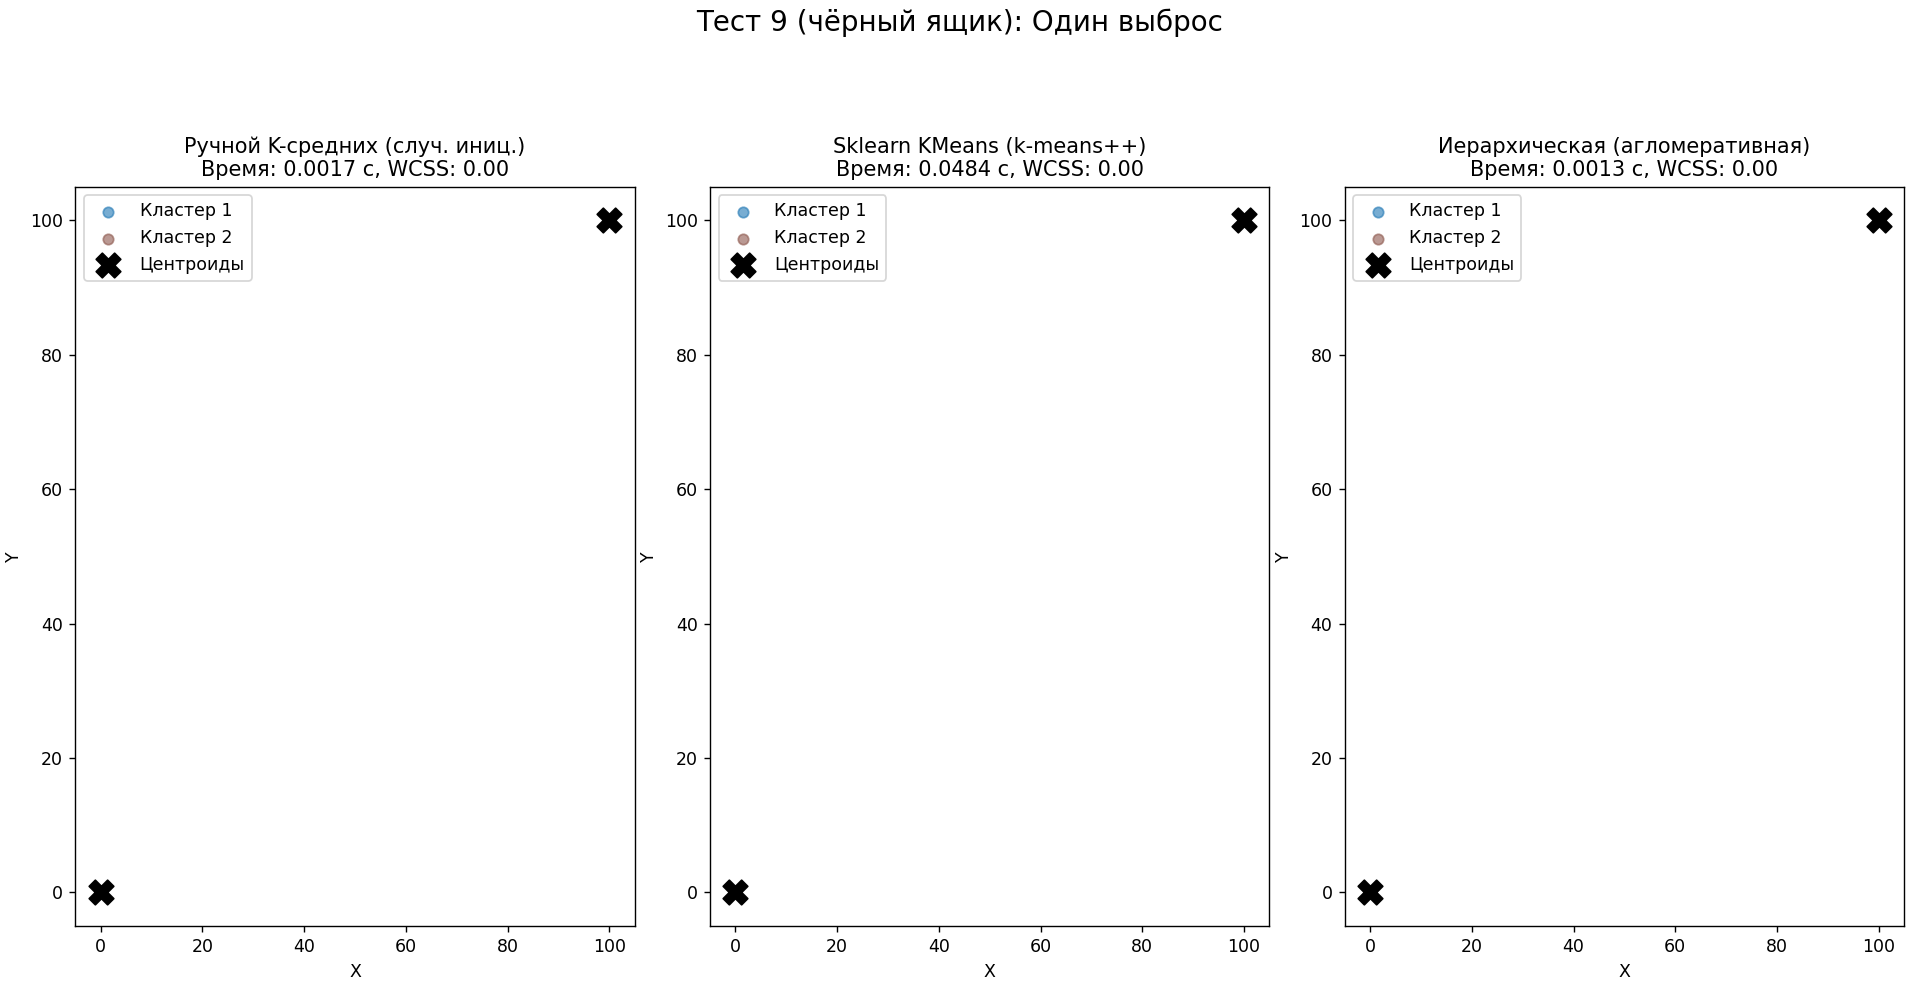 Тест 9 (чёрный ящик): Один выброс
Ручной K-средних (случ. иниц.)
Время: 0.0017 с, WCSS: 0.00
Кластер 1
Кластер 2
Центроиды
100
80
60
40
20
0
Y
0 20 40 60 80 100
X
Sklearn KMeans (k-means++)
Время: 0.0484 с, WCSS: 0.00
Кластер 1
Кластер 2
Центроиды
100
80
60
40
20
0
Y
0 20 40 60 80 100
X
Иерархическая (агломеративная)
Время: 0.0013 с, WCSS: 0.00
Кластер 1
Кластер 2
Центроиды
100
80
60
40
20
0
Y
0 20 40 60 80 100
X